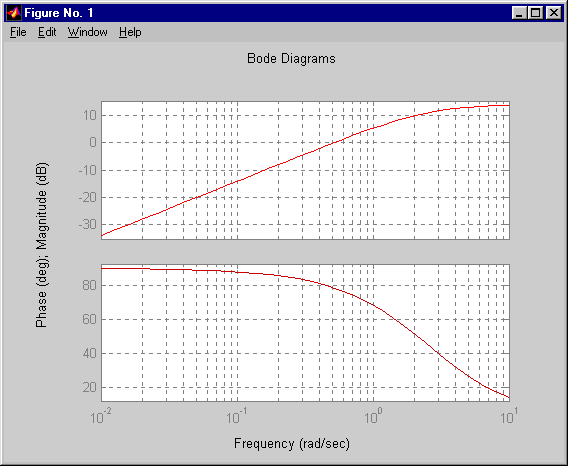 Figure No. 1
File Edit Window Help
Bode Diagrams
Phase (deg); Magnitude (dB)
10
0
-10
-20
-30
80
60
40
20
10^-2 10^-1 10^0 10^1
Frequency (rad/sec)